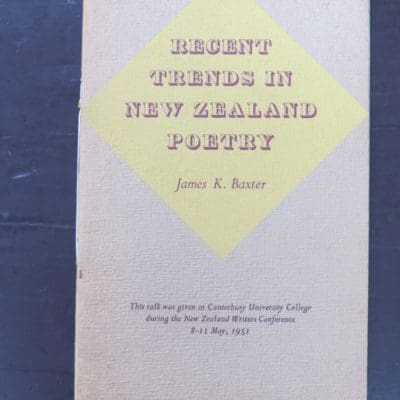 RECENT
TRENDS IN
NEW ZEALAND
POETRY
James K. Baxter
This talk was given at Canterbury University College
during the New Zealand Writers Conference
8-11 May, 1951